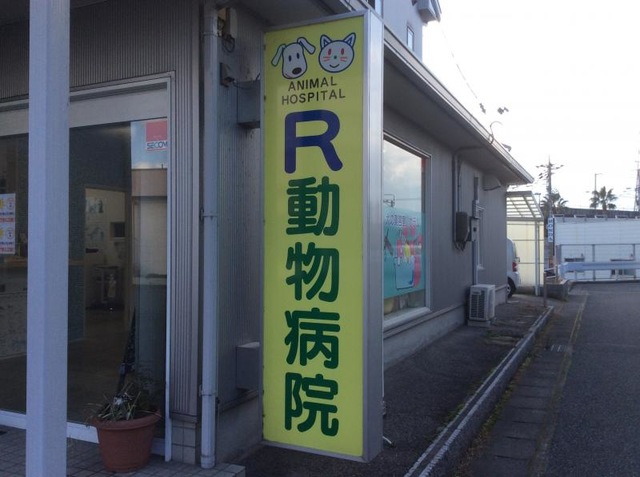 SECOM
ANIMAL
HOSPITAL
R
動物病院